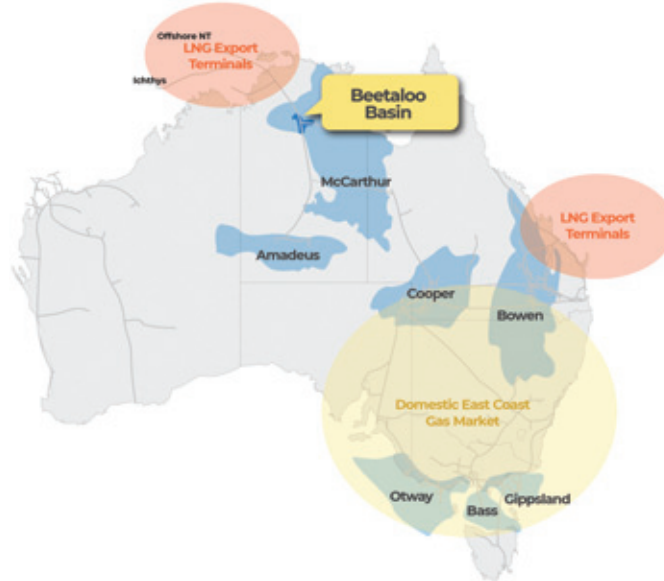 Offshore NT
LNG Export
Terminals
Ichthys
Beetaloo
Basin
McCarthur
LNG Export
Terminals
Amadeus
Cooper
Bowen
Domestic East Coast
Gas Market
Otway
Bass
Gippsland